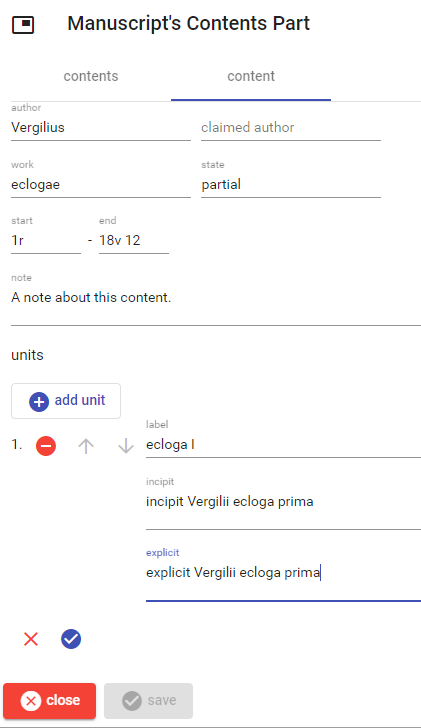 Manuscript's Contents Part
contents content
author
Vergilius claimed author
work state
eclogae partial
start end
1r - 18v 12
note
A note about this content.
units
add unit
label
1. ecloga I
incipit
incipit Vergilii ecloga prima
explicit
explicit Vergilii ecloga prima
close save